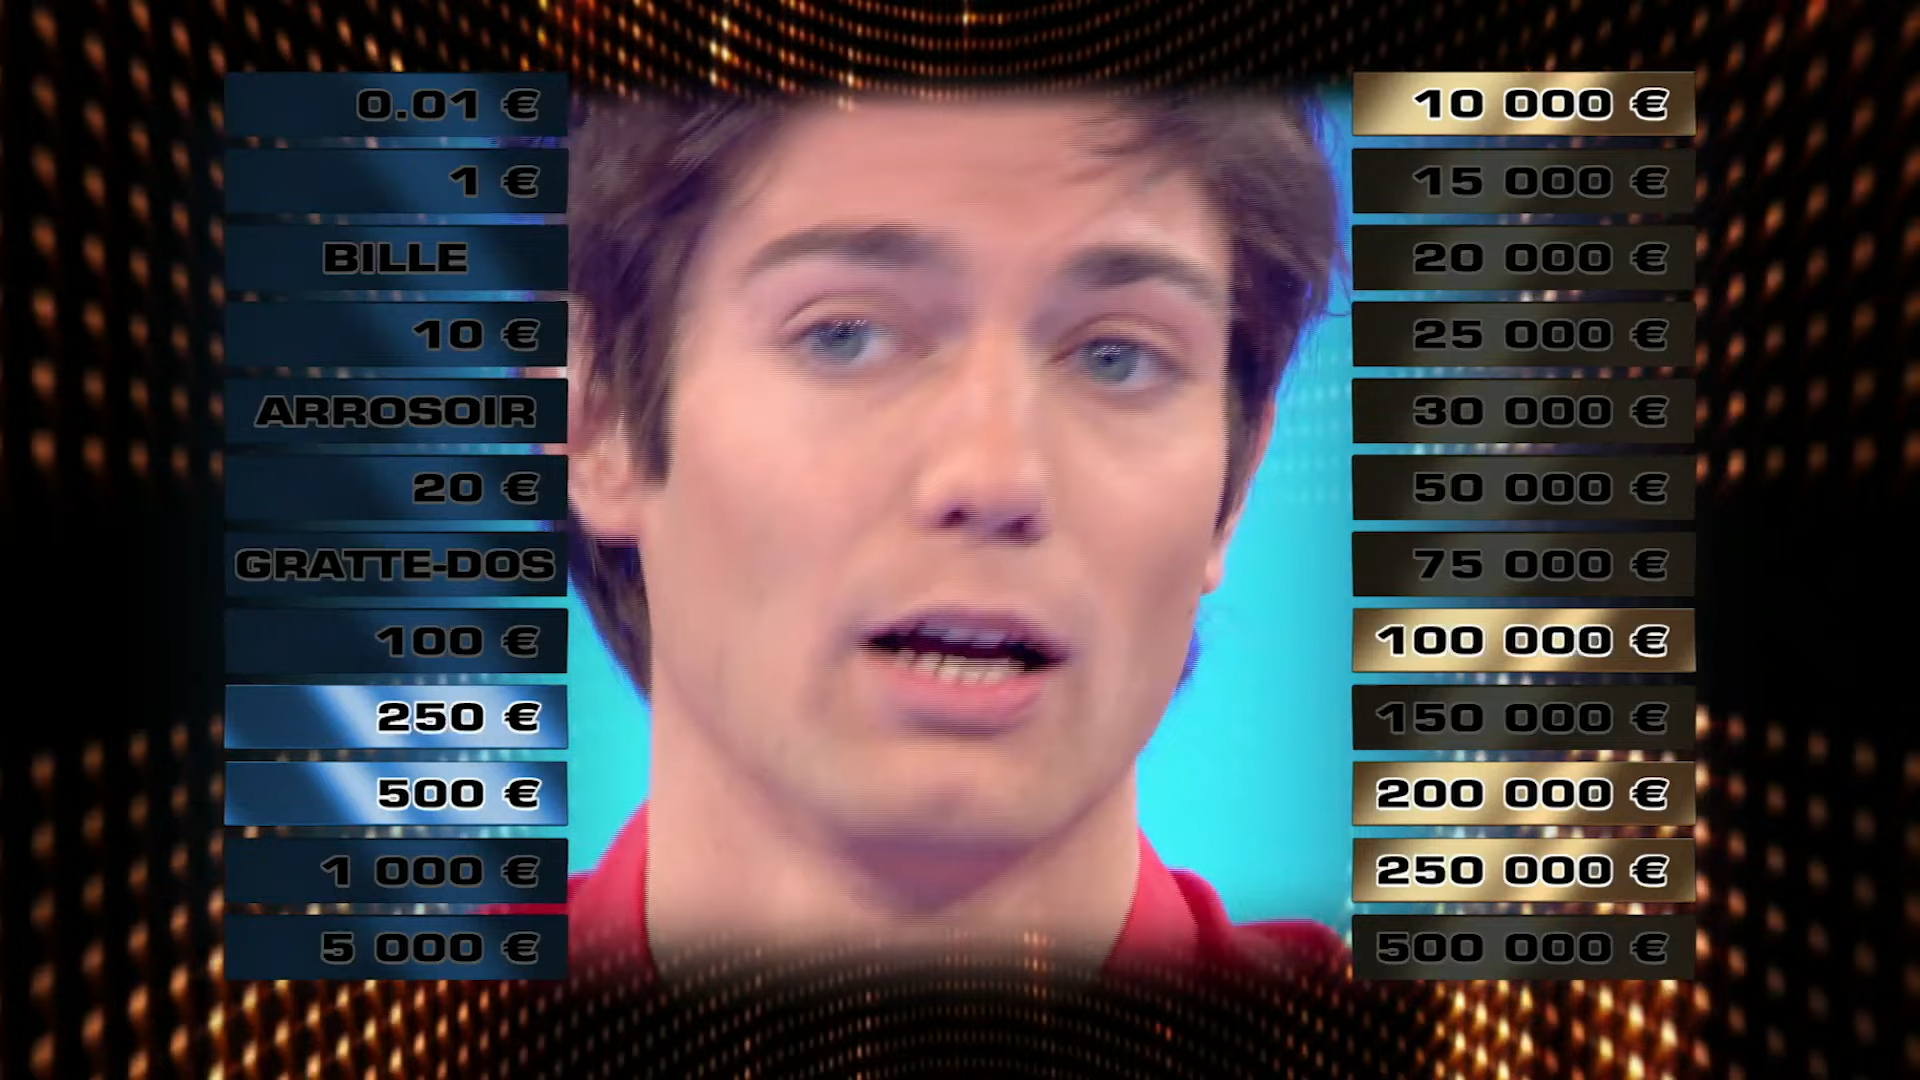 0.01 €
1 €
BILLE
10 €
ARROSOIR
20 €
GRATTE-DOS
100 €
250 €
500 €
1 000 €
5 000 €
10 000 €
15 000 €
20 000 €
25 000 €
30 000 €
50 000 €
75 000 €
100 000 €
150 000 €
200 000 €
250 000 €
500 000 €